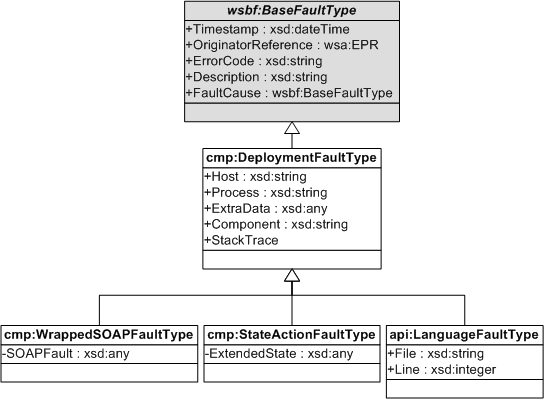 wsbf:BaseFaultType
+Timestamp : xsd:dateTime
+OriginatorReference : wsa:EPR
+ErrorCode : xsd:string
+Description : xsd:string
+FaultCause : wsbf:BaseFaultType
cmp:DeploymentFaultType
+Host : xsd:string
+Process : xsd:string
+ExtraData : xsd:any
+Component : xsd:string
+StackTrace
cmp:WrappedSOAPFaultType
-SOAPFault : xsd:any
cmp:StateActionFaultType
-ExtendedState : xsd:any
api:LanguageFaultType
+File : xsd:string
+Line : xsd:integer